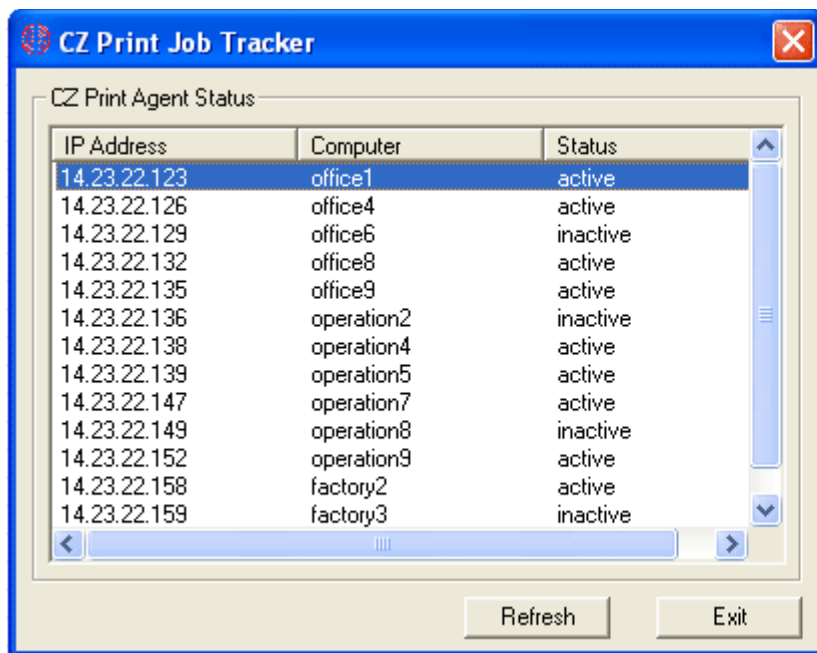 CZ Print Job Tracker
CZ Print Agent Status
IP Address Computer Status
14.23.22.123 office1 active
14.23.22.126 office4 active
14.23.22.129 office6 inactive
14.23.22.132 office8 active
14.23.22.135 office9 active
14.23.22.136 operation2 inactive
14.23.22.138 operation4 active
14.23.22.139 operation5 active
14.23.22.147 operation7 active
14.23.22.149 operation8 inactive
14.23.22.152 operation9 active
14.23.22.158 factory2 active
14.23.22.159 factory3 inactive
Refresh Exit